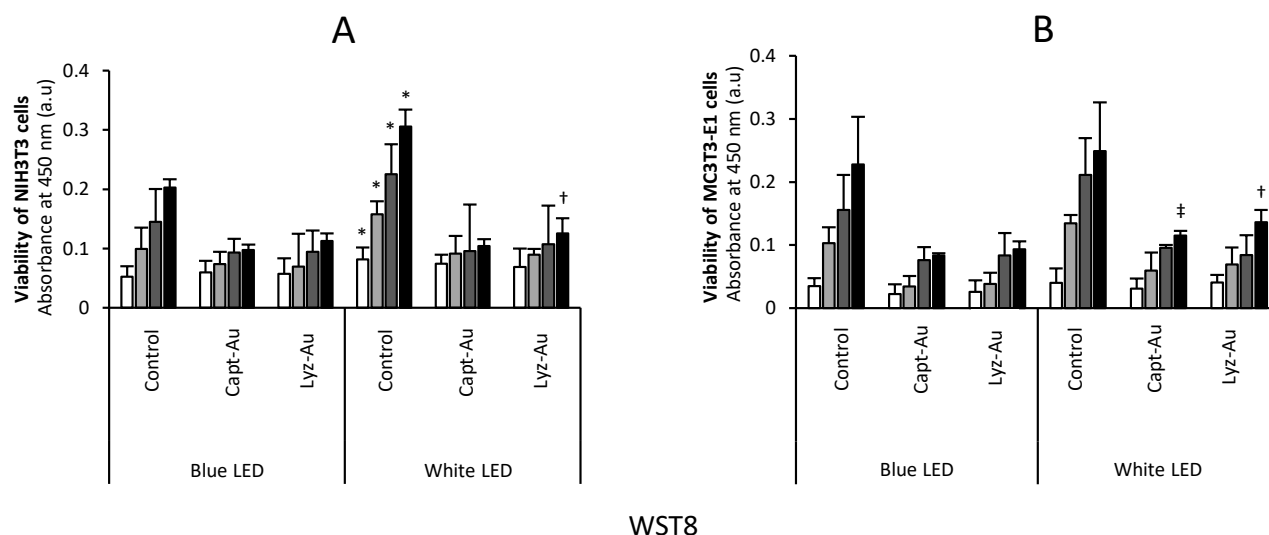 A
Viability of NIH3T3 cells
Absorbance at 450 nm (a.u)
0.4
0.3
0.2
0.1
0
*
*
*
*
†
Control
Capt-Au
Lyz-Au
Control
Capt-Au
Lyz-Au
Blue LED
White LED
B
Viability of MC3T3-E1 cells
Absorbance at 450 nm (a.u)
0.4
0.3
0.2
0.1
0
‡
†
Control
Capt-Au
Lyz-Au
Control
Capt-Au
Lyz-Au
Blue LED
White LED
WST8